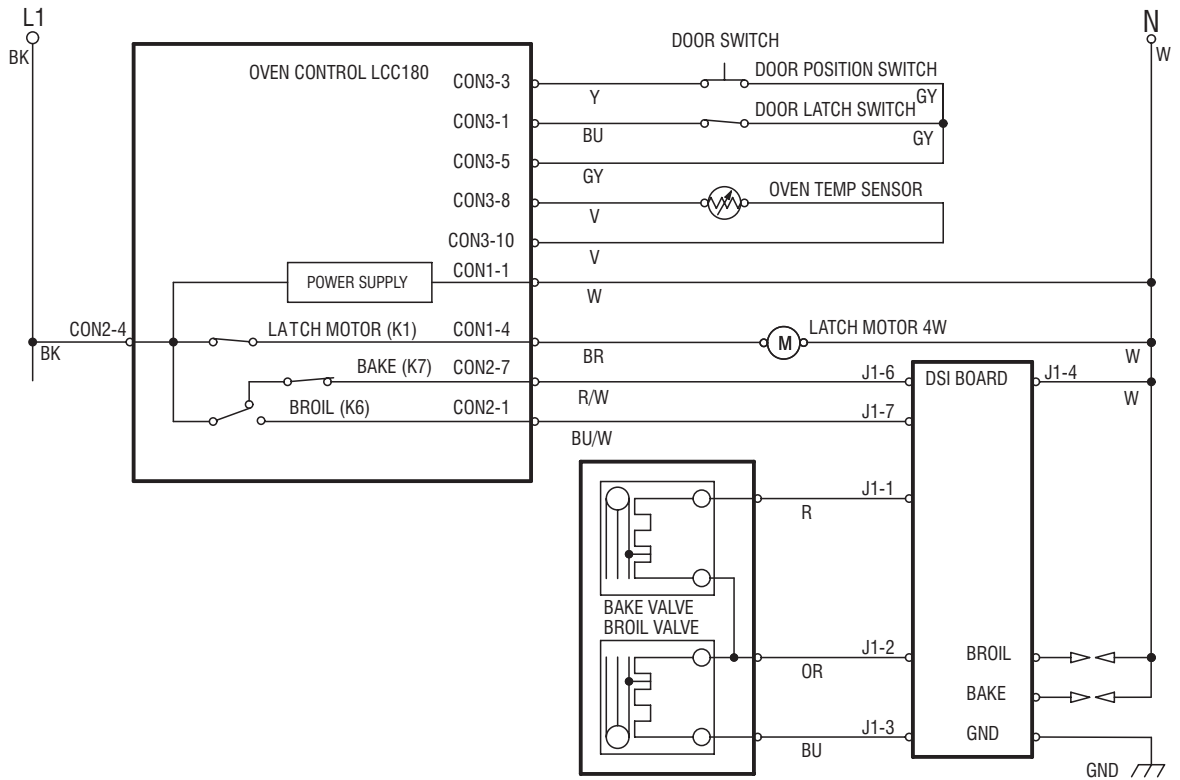 L1
BK
OVEN CONTROL LCC180
DOOR SWITCH
N
W
CON3-3
Y
DOOR POSITION SWITCH
GY
CON3-1
BU
DOOR LATCH SWITCH
GY
CON3-5
GY
CON3-8
V
OVEN TEMP SENSOR
CON3-10
V
POWER SUPPLY
CON1-1
W
CON2-4
BK
LATCH MOTOR (K1)
CON1-4
BR
M
LATCH MOTOR 4W
W
BAKE (K7)
CON2-7
R/W
J1-6
DSI BOARD
J1-4
W
BROIL (K6)
CON2-1
BU/W
J1-7
R
J1-1
BAKE VALVE
BROIL VALVE
OR
J1-2
BROIL
BAKE
BU
J1-3
GND
GND